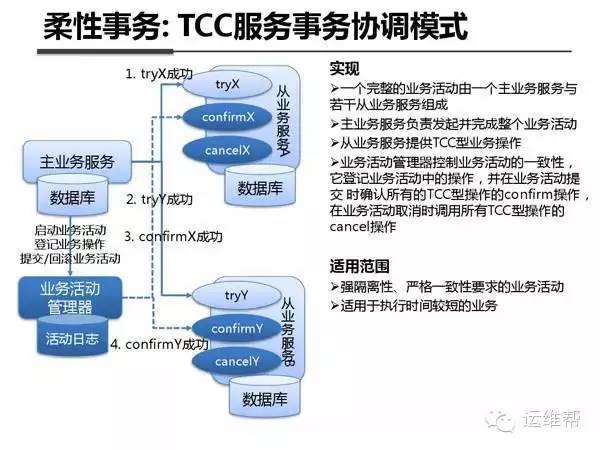 柔性事务: TCC服务事务协调模式
1. tryX成功
tryX
confirmX
cancelX
从业务服务A
数据库
主业务服务
数据库
2. tryY成功
3. confirmX成功
启动业务活动
登记业务操作
提交/回滚业务活动
业务活动
管理器
活动日志
4. confirmY成功
tryY
confirmY
cancelY
从业务服务B
数据库
实现
➢一个完整的业务活动由一个主业务服务与
若干从业务服务组成
➢主业务服务负责发起并完成整个业务活动
➢从业务服务提供TCC型业务操作
➢业务活动管理器控制业务活动的一致性，
它登记业务活动中的操作，并在业务活动提
交 时确认所有的TCC型操作的confirm操作，
在业务活动取消时调用所有TCC型操作的
cancel操作
适用范围
➢强隔离性、严格一致性要求的业务活动
➢适用于执行时间较短的业务
运维帮